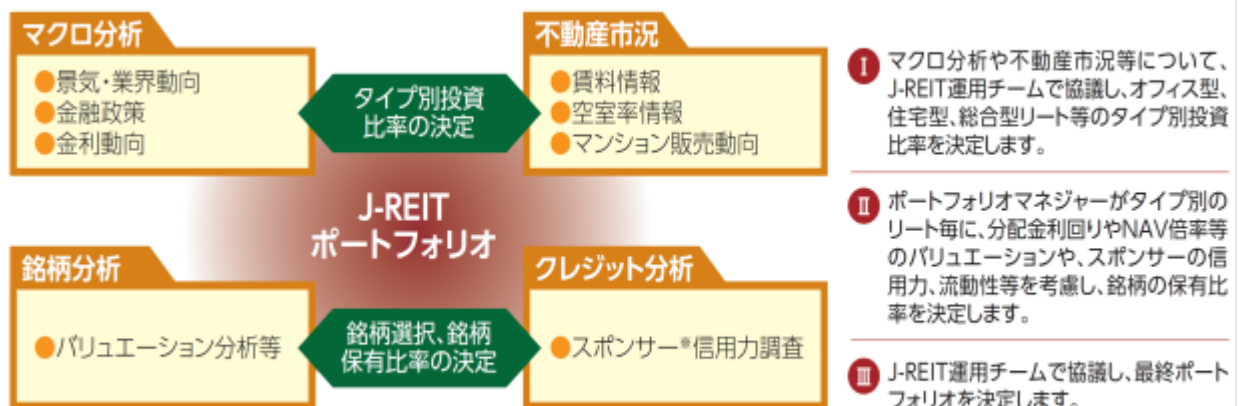 マクロ分析
●景気・業界動向
●金融政策
●金利動向
タイプ別投資
比率の決定
不動産市況
●賃料情報
●空室率情報
●マンション販売動向
J-REIT
ポートフォリオ
銘柄分析
●バリュエーション分析等
銘柄選択、銘柄
保有比率の決定
クレジット分析
●スポンサー※信用力調査
Ⅰ マクロ分析や不動産市況等について、
J-REIT運用チームで協議し、オフィス型、
住宅型、総合型リート等のタイプ別投資
比率を決定します。
Ⅱ ポートフォリオマネジャーがタイプ別の
リート毎に、分配金利回りやNAV倍率等
のバリュエーションや、スポンサーの信
用力、流動性等を考慮し、銘柄の保有比
率を決定します。
Ⅲ J-REIT運用チームで協議し、最終ポート
フォリオを決定します。